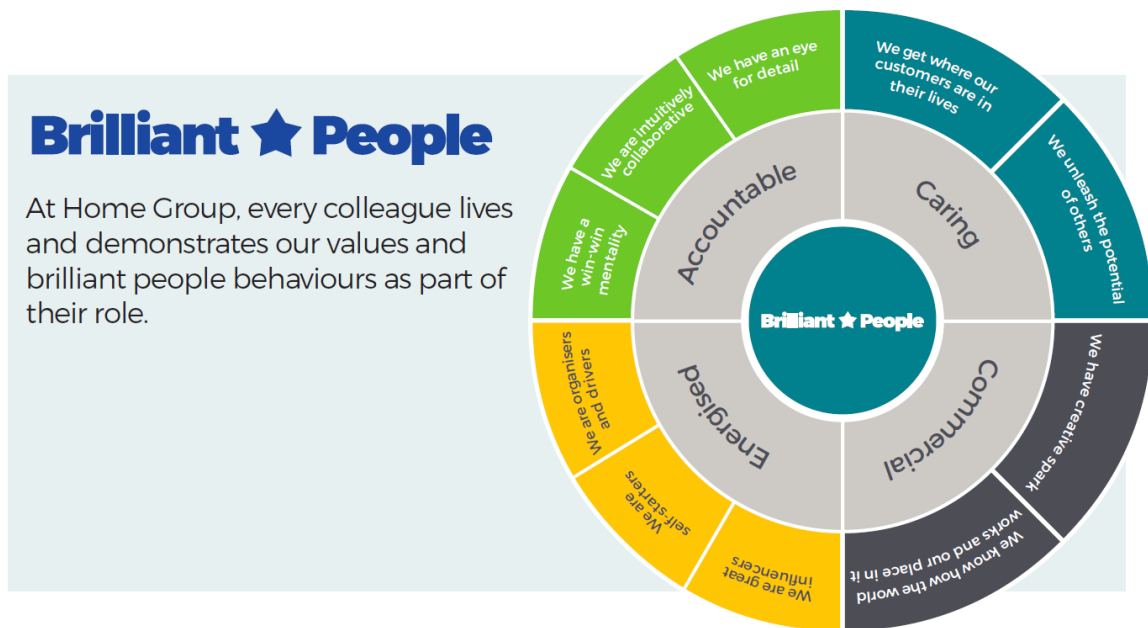 Brilliant People
At Home Group, every colleague lives
and demonstrates our values and
brilliant people behaviours as part of
their role.
We have an eye
for detail
We are intuitively
collaborative
We have a
win-win
mentality
Accountable
We get where our
customers are in
their lives
We unleash the potential
of others
Caring
Brilliant People
We are organisers
and drivers
We are
self-starters
We are great
influencers
Energised
We have creative spark
We know how the world
works and our place in it
Commercial